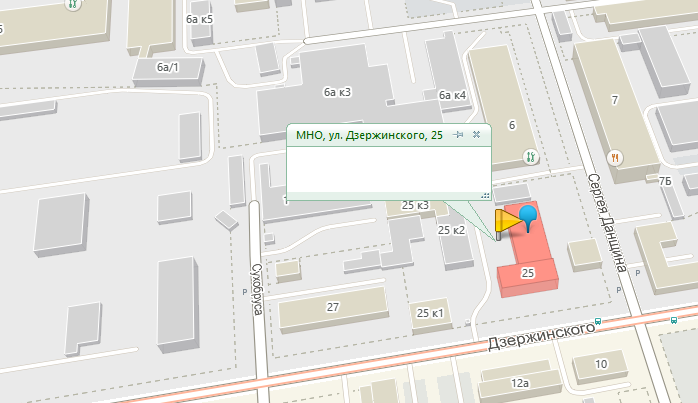 6а к5
6а/1
6а к3
6а к4
6
7
МНО, ул. Дзержинского, 25
7Б
Сергея Данщина
25 к3
25 к2
25
Сухобруса
P
P
P
27
25 к1
Дзержинского
10
12а